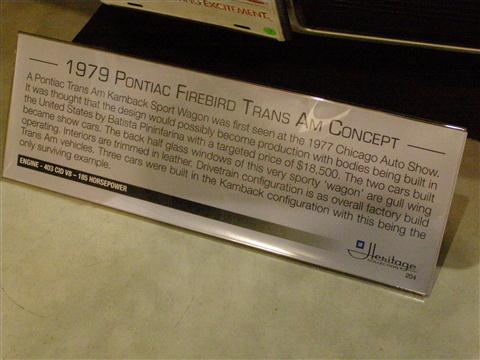 NG EXCITEMENT
1979 PONTIAC FIREBIRD TRANS AM CONCEPT
A Pontiac Trans Am Kamback Sport Wagon was first seen at the 1977 Chicago Auto Show.
It was thought that the design would possibly become production with bodies being built in
the United States by Batista Pininfarina with a targeted price of $18,500. The two cars built
became show cars. The back half glass windows of this very sporty 'wagon' are gull wing
operating. Interiors are trimmed in leather. Drivetrain configuration is as overall factory build
Trans Am vehicles. Three cars were built in the Kamback configuration with this being the
only surviving example.
ENGINE - 403 CID V8 - 185 HORSEPOWER
GM
Heritage
COLLECTION
204